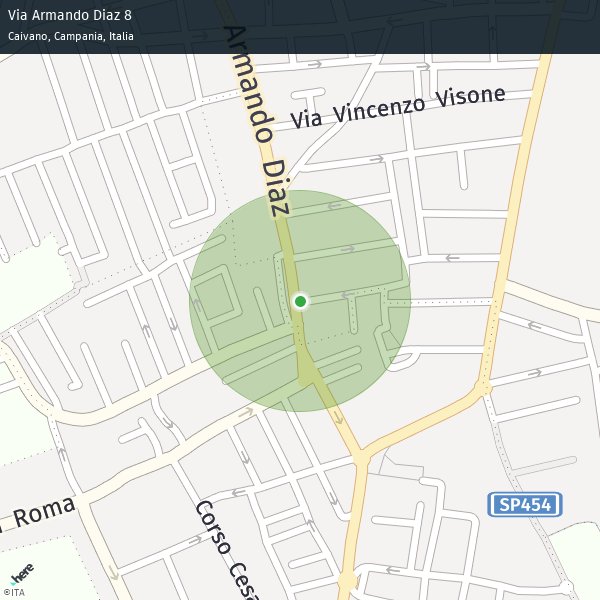 Via Armando Diaz 8
Caivano, Campania, Italia
Armando Diaz
Via Vincenzo Visone
SP454
Roma
Corso Cesa
here
©ITA